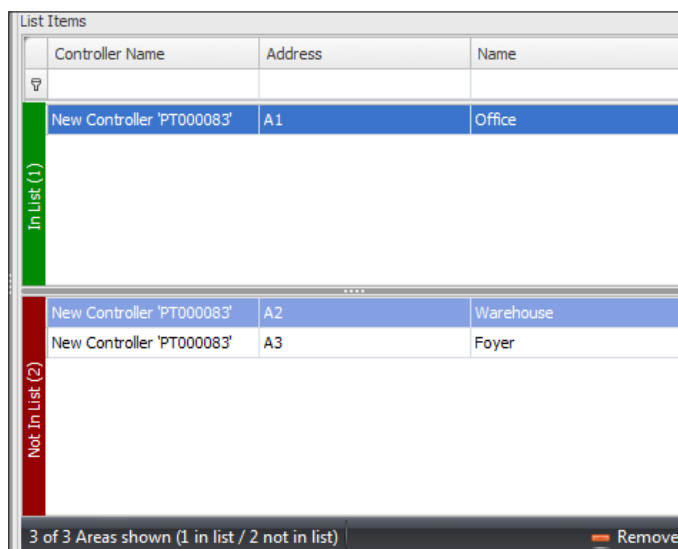 List Items
Controller Name Address Name
In List (1)
New Controller 'PT000083' A1 Office
Not In List (2)
New Controller 'PT000083' A2 Warehouse
New Controller 'PT000083' A3 Foyer
3 of 3 Areas shown (1 in list / 2 not in list) Remove